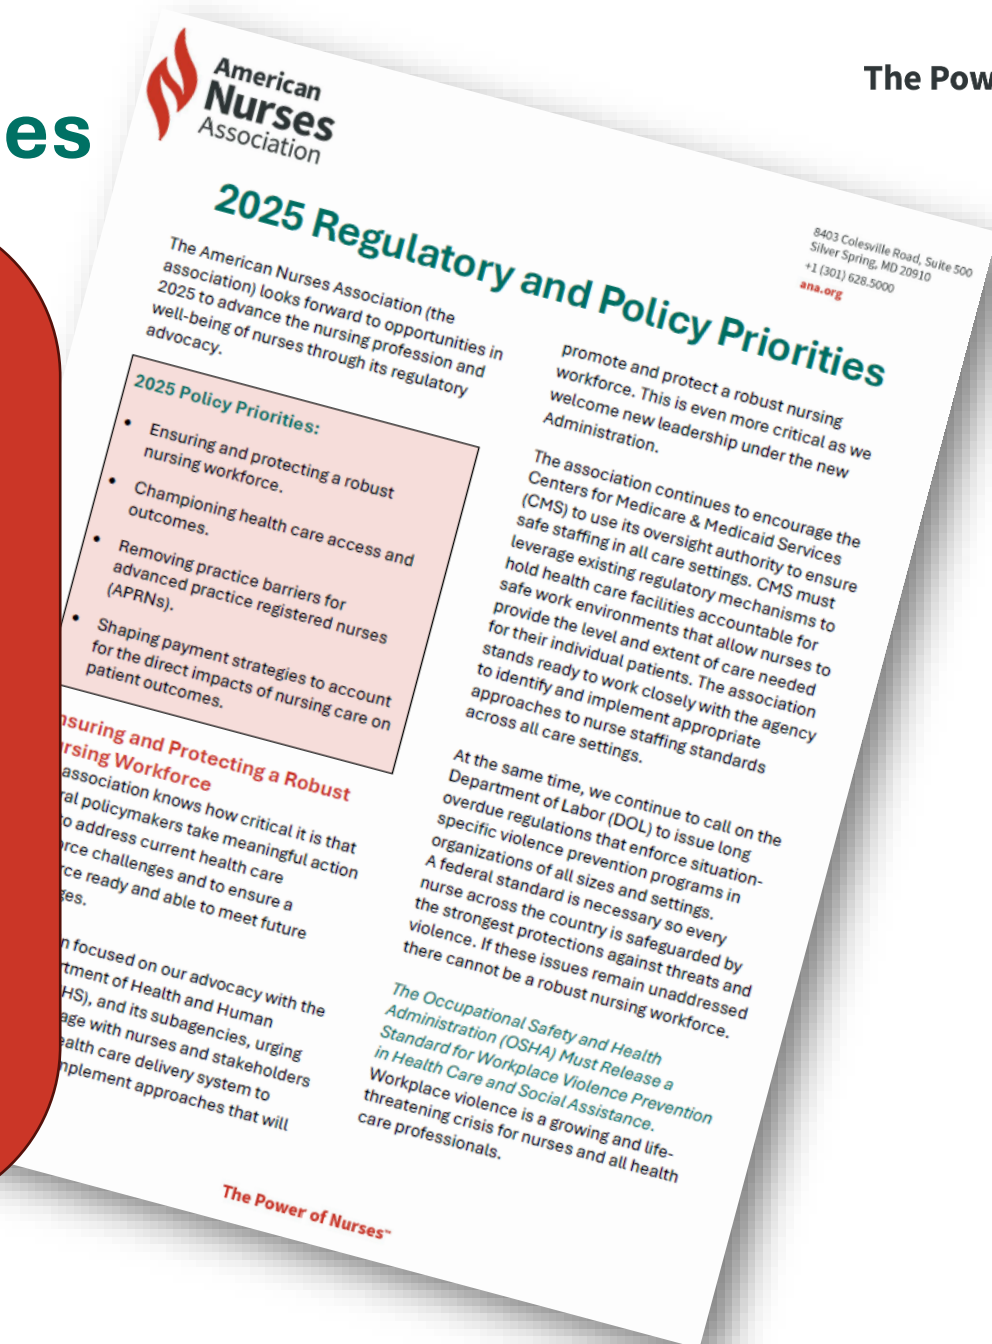 The Pow
es
American
Nurses
Association
8403 Colesville Road, Suite 500
Silver Spring, MD 20910
+1 (301) 628.5000
ana.org
2025 Regulatory and Policy Priorities
The American Nurses Association (the
association) looks forward to opportunities in
2025 to advance the nursing profession and
well-being of nurses through its regulatory
advocacy.
2025 Policy Priorities:
• Ensuring and protecting a robust
nursing workforce.
• Championing health care access and
outcomes.
• Removing practice barriers for
advanced practice registered nurses
(APRNs).
• Shaping payment strategies to account
for the direct impacts of nursing care on
patient outcomes.
nsuring and Protecting a Robust
ursing Workforce
association knows how critical it is that
ral policymakers take meaningful action
o address current health care
orce challenges and to ensure a
rce ready and able to meet future
ges.
n focused on our advocacy with the
rtment of Health and Human
HS), and its subagencies, urging
age with nurses and stakeholders
ealth care delivery system to
mplement approaches that will
promote and protect a robust nursing
workforce. This is even more critical as we
welcome new leadership under the new
Administration.
The association continues to encourage the
Centers for Medicare & Medicaid Services
(CMS) to use its oversight authority to ensure
safe staffing in all care settings. CMS must
leverage existing regulatory mechanisms to
hold health care facilities accountable for
safe work environments that allow nurses to
provide the level and extent of care needed
for their individual patients. The association
stands ready to work closely with the agency
to identify and implement appropriate
approaches to nurse staffing standards
across all care settings.
At the same time, we continue to call on the
Department of Labor (DOL) to issue long
overdue regulations that enforce situation-
specific violence prevention programs in
organizations of all sizes and settings.
A federal standard is necessary so every
nurse across the country is safeguarded by
the strongest protections against threats and
violence. If these issues remain unaddressed
there cannot be a robust nursing workforce.
The Occupational Safety and Health
Administration (OSHA) Must Release a
Standard for Workplace Violence Prevention
in Health Care and Social Assistance.
Workplace violence is a growing and life-
threatening crisis for nurses and all health
care professionals.
The Power of Nurses™